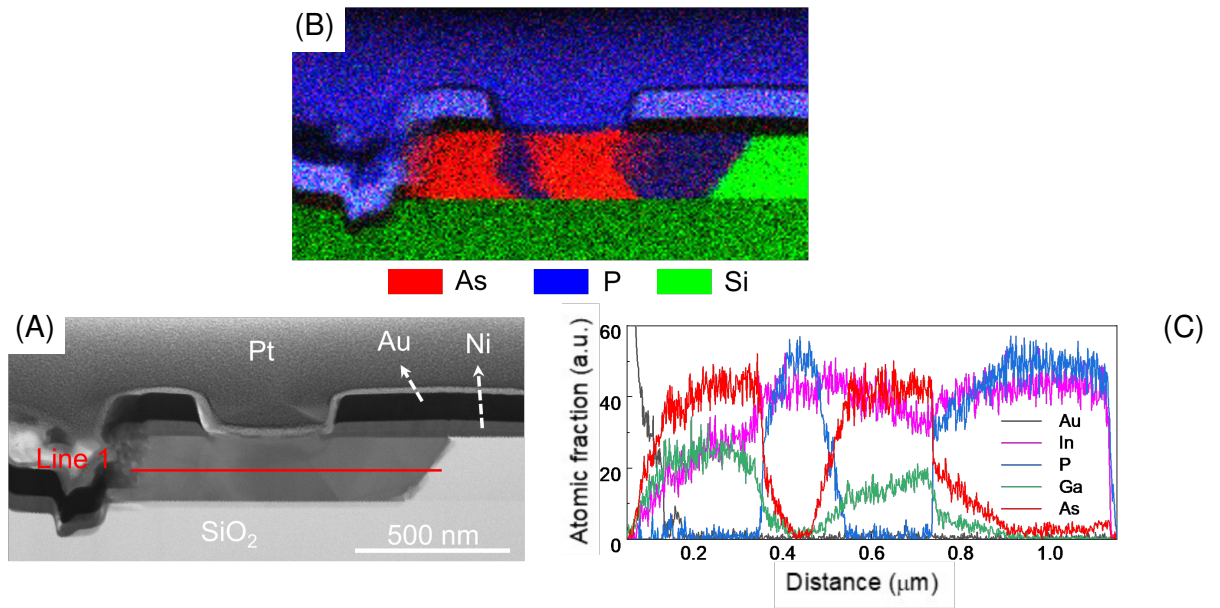 (B)
As P Si
(A)
Pt
Au
Ni
Line 1
SiO₂
500 nm
(C)
Atomic fraction (a.u.)
60
40
20
0
Au
In
P
Ga
As
0.2 0.4 0.6 0.8 1.0
Distance (μm)